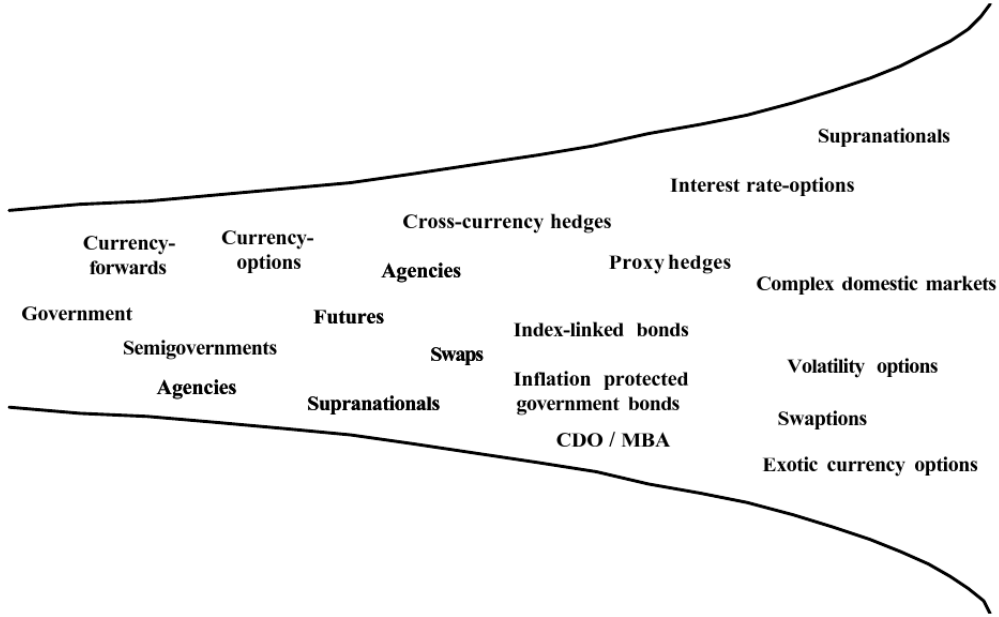 Supranationals
Interest rate-options
Cross-currency hedges
Currency-
forwards
Currency-
options
Agencies
Proxy hedges
Complex domestic markets
Government
Futures
Semigovernments
Index-linked bonds
Swaps
Volatility options
Agencies
Supranationals
Inflation protected
government bonds
Swaptions
CDO / MBA
Exotic currency options